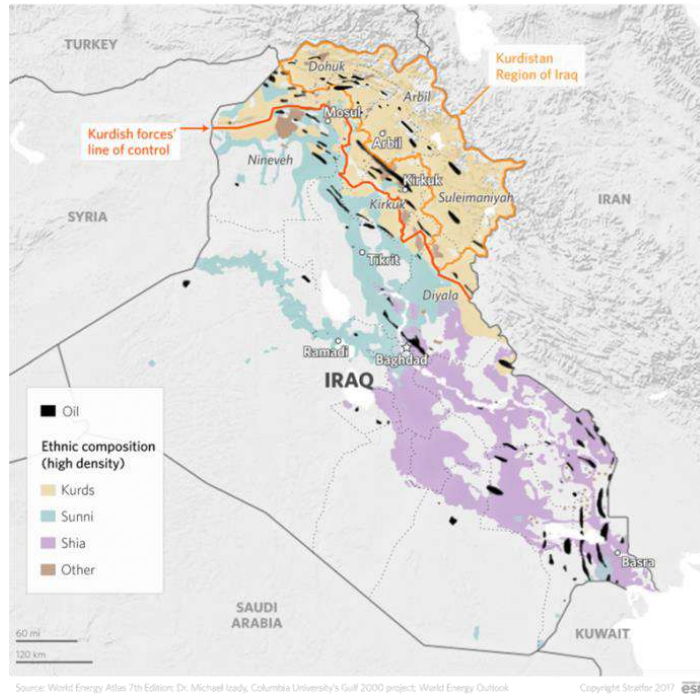 TURKEY
Dohuk
Kurdistan
Region of Iraq
Arbil
Kurdish forces'
line of control
Mosul
Arbil
Nineveh
Kirkuk
Suleimaniyah
Kirkuk
SYRIA
IRAN
Tikrit
Diyala
Ramadi
Baghdad
IRAQ
Oil
Ethnic composition
(high density)
Kurds
Sunni
Shia
Other
Basra
SAUDI
ARABIA
KUWAIT
60 mi
120 km
Source: World Energy Atlas 7th Edition; Dr. Michael Izady, Columbia University's Gulf 2000 project; World Energy Outlook
Copyright Stratfor 2017